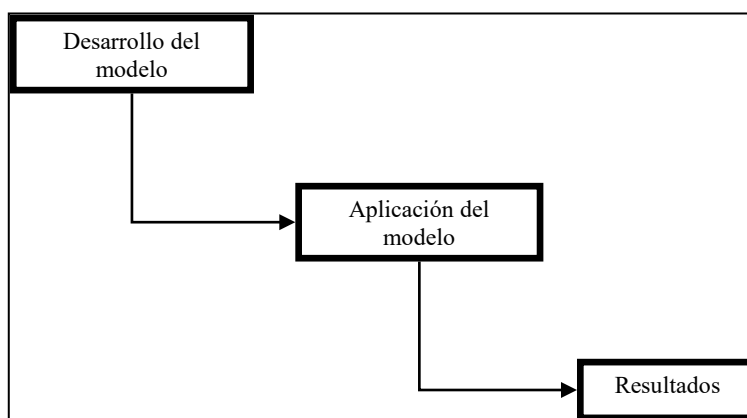 Desarrollo del
modelo
Aplicación del
modelo
Resultados